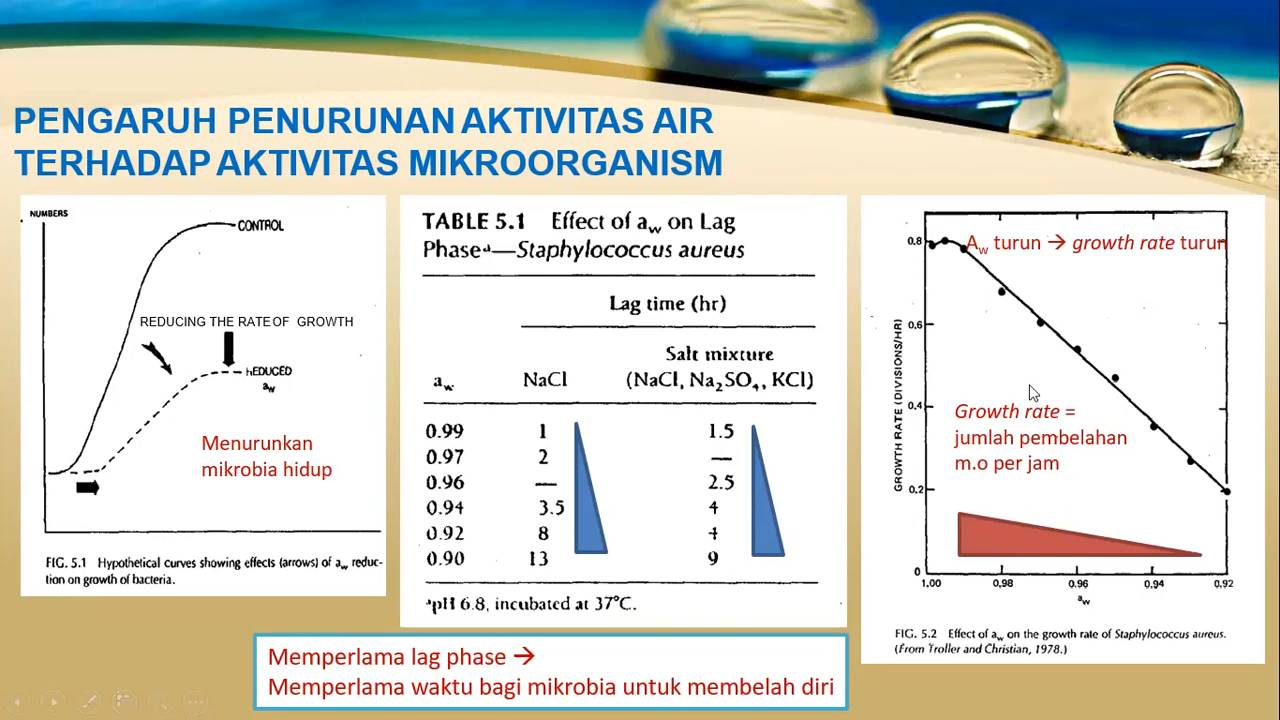 PENGARUH PENURUNAN AKTIVITAS AIR
TERHADAP AKTIVITAS MIKROORGANISM
NUMBERS
CONTROL
REDUCING THE RATE OF GROWTH
hEDUCED
aw
Menurunkan
mikrobia hidup
FIG. 5.1 Hypothetical curves showing effects (arrows) of aw reduc-
tion on growth of bacteria.
TABLE 5.1 Effect of aw on Lag
Phaseᵃ—Staphylococcus aureus
Lag time (hr)
Salt mixture
aw NaCl (NaCl, Na2SO4, KCl)
0.99 1 1.5
0.97 2 —
0.96 — 2.5
0.94 3.5 4
0.92 8 4
0.90 13 9
ᵃpH 6.8, incubated at 37°C.
Memperlama lag phase →
Memperlama waktu bagi mikrobia untuk membelah diri
Aw turun → growth rate turun
GROWTH RATE (DIVISIONS/HR)
0.8
0.6
0.4
0.2
0
Growth rate =
jumlah pembelahan
m.o per jam
1.00 0.98 0.96 0.94 0.92
aw
FIG. 5.2 Effect of aw on the growth rate of Staphylococcus aureus.
(From Troller and Christian, 1978.)